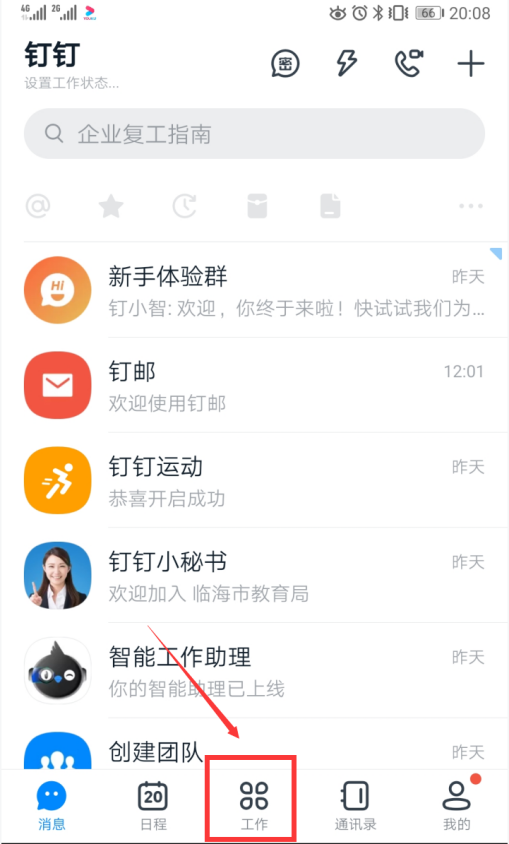 4G 2G 66 20:08
钉钉
密
设置工作状态...
企业复工指南
@
Hi
新手体验群 昨天
钉小智: 欢迎，你终于来啦！快试试我们为...
钉邮 12:01
欢迎使用钉邮
钉钉运动 昨天
恭喜开启成功
钉钉小秘书 昨天
欢迎加入 临海市教育局
智能工作助理 昨天
你的智能助理已上线
创建团队 昨天
20
消息 日程 工作 通讯录 我的